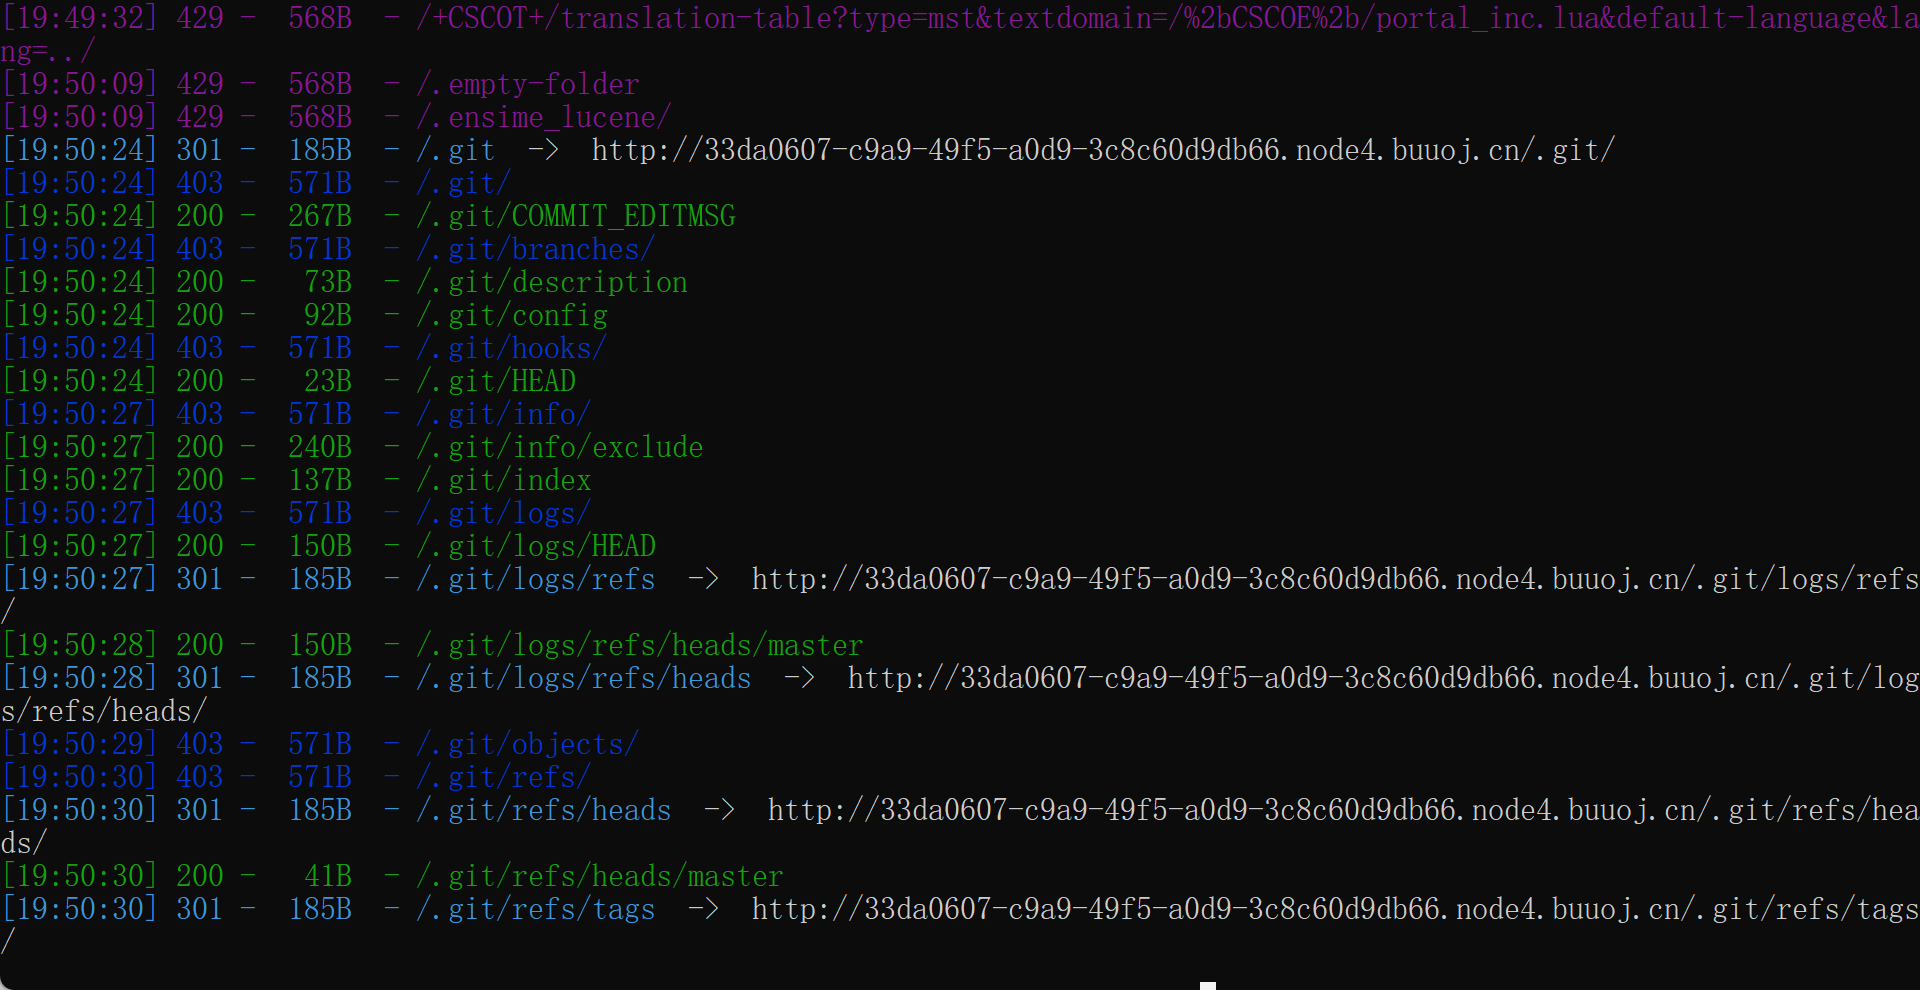 [19:49:32] 429 -  568B  - /+CSCOT+/translation-table?type=mst&textdomain=/%2bCSCOE%2b/portal_inc.lua&default-language&la
ng=../
[19:50:09] 429 -  568B  - /.empty-folder
[19:50:09] 429 -  568B  - /.ensime_lucene/
[19:50:24] 301 -  185B  - /.git  ->  http://33da0607-c9a9-49f5-a0d9-3c8c60d9db66.node4.buuoj.cn/.git/
[19:50:24] 403 -  571B  - /.git/
[19:50:24] 200 -  267B  - /.git/COMMIT_EDITMSG
[19:50:24] 403 -  571B  - /.git/branches/
[19:50:24] 200 -   73B  - /.git/description
[19:50:24] 200 -   92B  - /.git/config
[19:50:24] 403 -  571B  - /.git/hooks/
[19:50:24] 200 -   23B  - /.git/HEAD
[19:50:27] 403 -  571B  - /.git/info/
[19:50:27] 200 -  240B  - /.git/info/exclude
[19:50:27] 200 -  137B  - /.git/index
[19:50:27] 403 -  571B  - /.git/logs/
[19:50:27] 200 -  150B  - /.git/logs/HEAD
[19:50:27] 301 -  185B  - /.git/logs/refs  ->  http://33da0607-c9a9-49f5-a0d9-3c8c60d9db66.node4.buuoj.cn/.git/logs/refs
/
[19:50:28] 200 -  150B  - /.git/logs/refs/heads/master
[19:50:28] 301 -  185B  - /.git/logs/refs/heads  ->  http://33da0607-c9a9-49f5-a0d9-3c8c60d9db66.node4.buuoj.cn/.git/log
s/refs/heads/
[19:50:29] 403 -  571B  - /.git/objects/
[19:50:30] 403 -  571B  - /.git/refs/
[19:50:30] 301 -  185B  - /.git/refs/heads  ->  http://33da0607-c9a9-49f5-a0d9-3c8c60d9db66.node4.buuoj.cn/.git/refs/hea
ds/
[19:50:30] 200 -   41B  - /.git/refs/heads/master
[19:50:30] 301 -  185B  - /.git/refs/tags  ->  http://33da0607-c9a9-49f5-a0d9-3c8c60d9db66.node4.buuoj.cn/.git/refs/tags
/